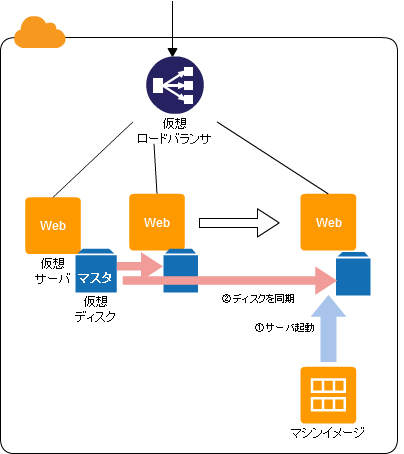 仮想
ロードバランサ
Web
Web
Web
仮想
サーバ
マスタ
仮想
ディスク
②ディスクを同期
①サーバ起動
マシンイメージ